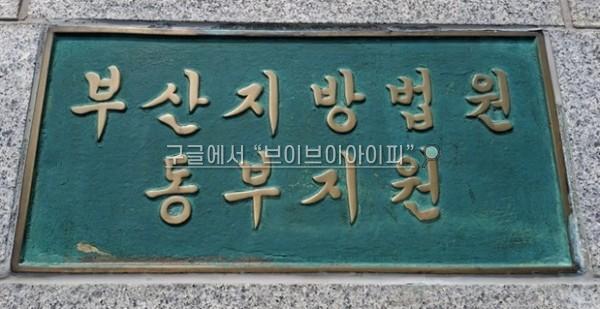 부산지방법원
구글에서 "브이브이아이피"
동부지원